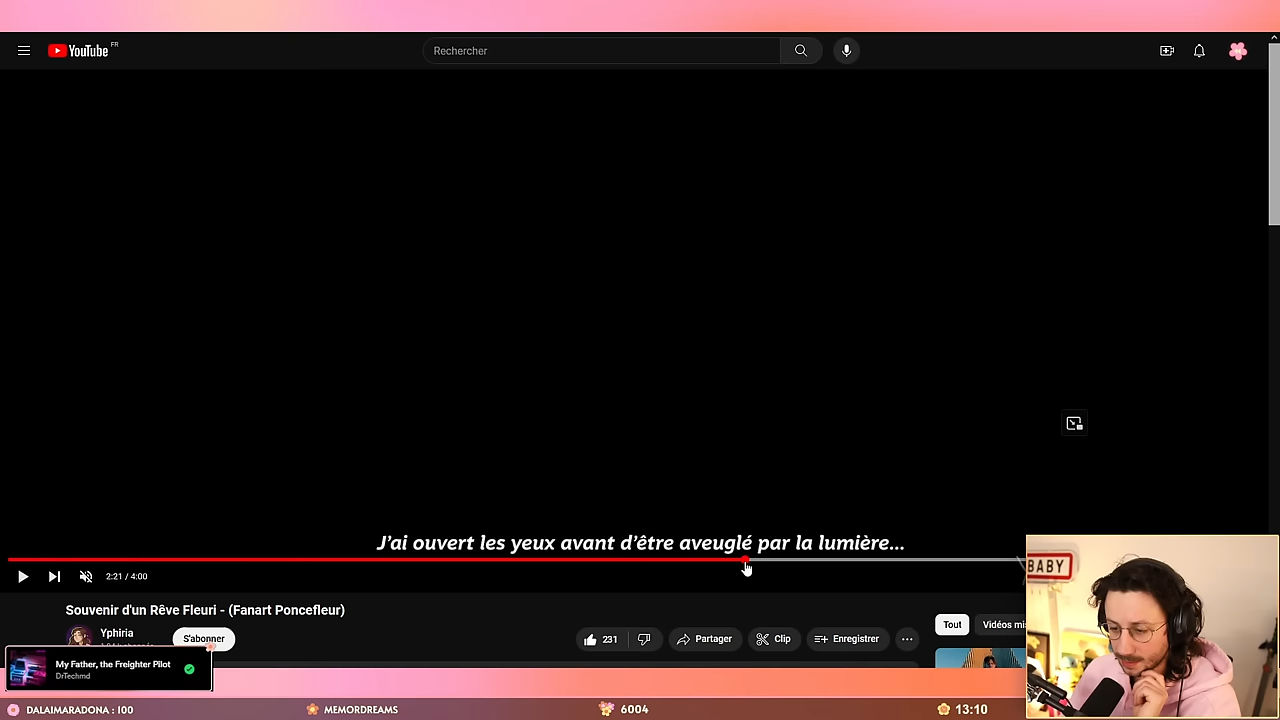 YouTube FR
Rechercher
J'ai ouvert les yeux avant d'être aveuglé par la lumière...
2:21 / 4:00
Souvenir d'un Rêve Fleuri - (Fanart Poncefleur)
Yphiria
S'abonner
231
Partager
Clip
Enregistrer
Tout
Vidéos mi
BABY
My Father, the Freighter Pilot
DrTechmd
DALAIMARADONA : 100
MEMORDREAMS
6004
13:10